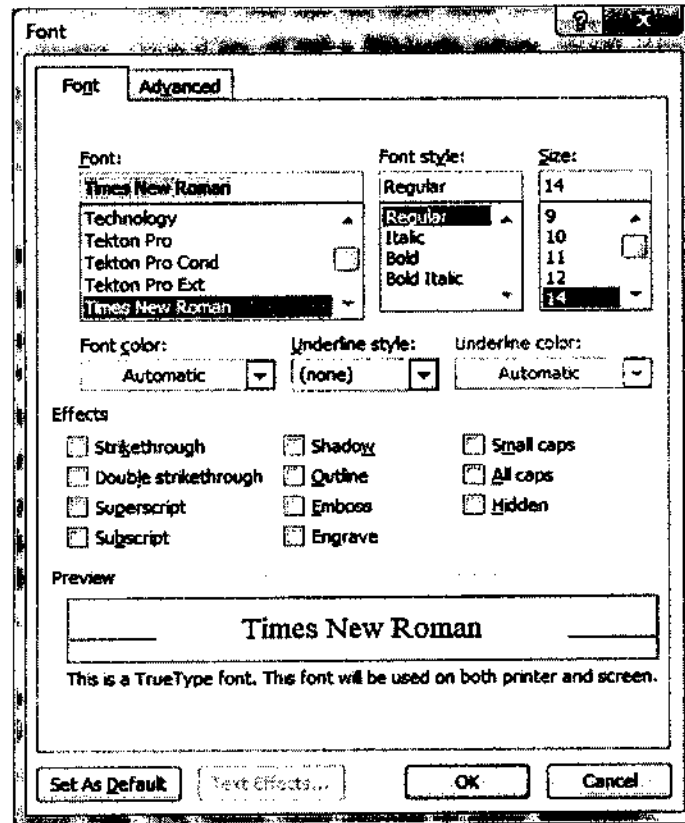 Font
Font Advanced
Font: Font style: Size:
Times New Roman Regular 14
Technology Regular 9
Tekton Pro Italic 10
Tekton Pro Cond Bold 11
Tekton Pro Ext Bold Italic 12
Times New Roman 14
Font color: Underline style: Underline color:
Automatic (none) Automatic
Effects
Strikethrough Shadow Small caps
Double strikethrough Outline All caps
Superscript Emboss Hidden
Subscript Engrave
Preview
Times New Roman
This is a TrueType font. This font will be used on both printer and screen.
Set As Default Text Effects... OK Cancel